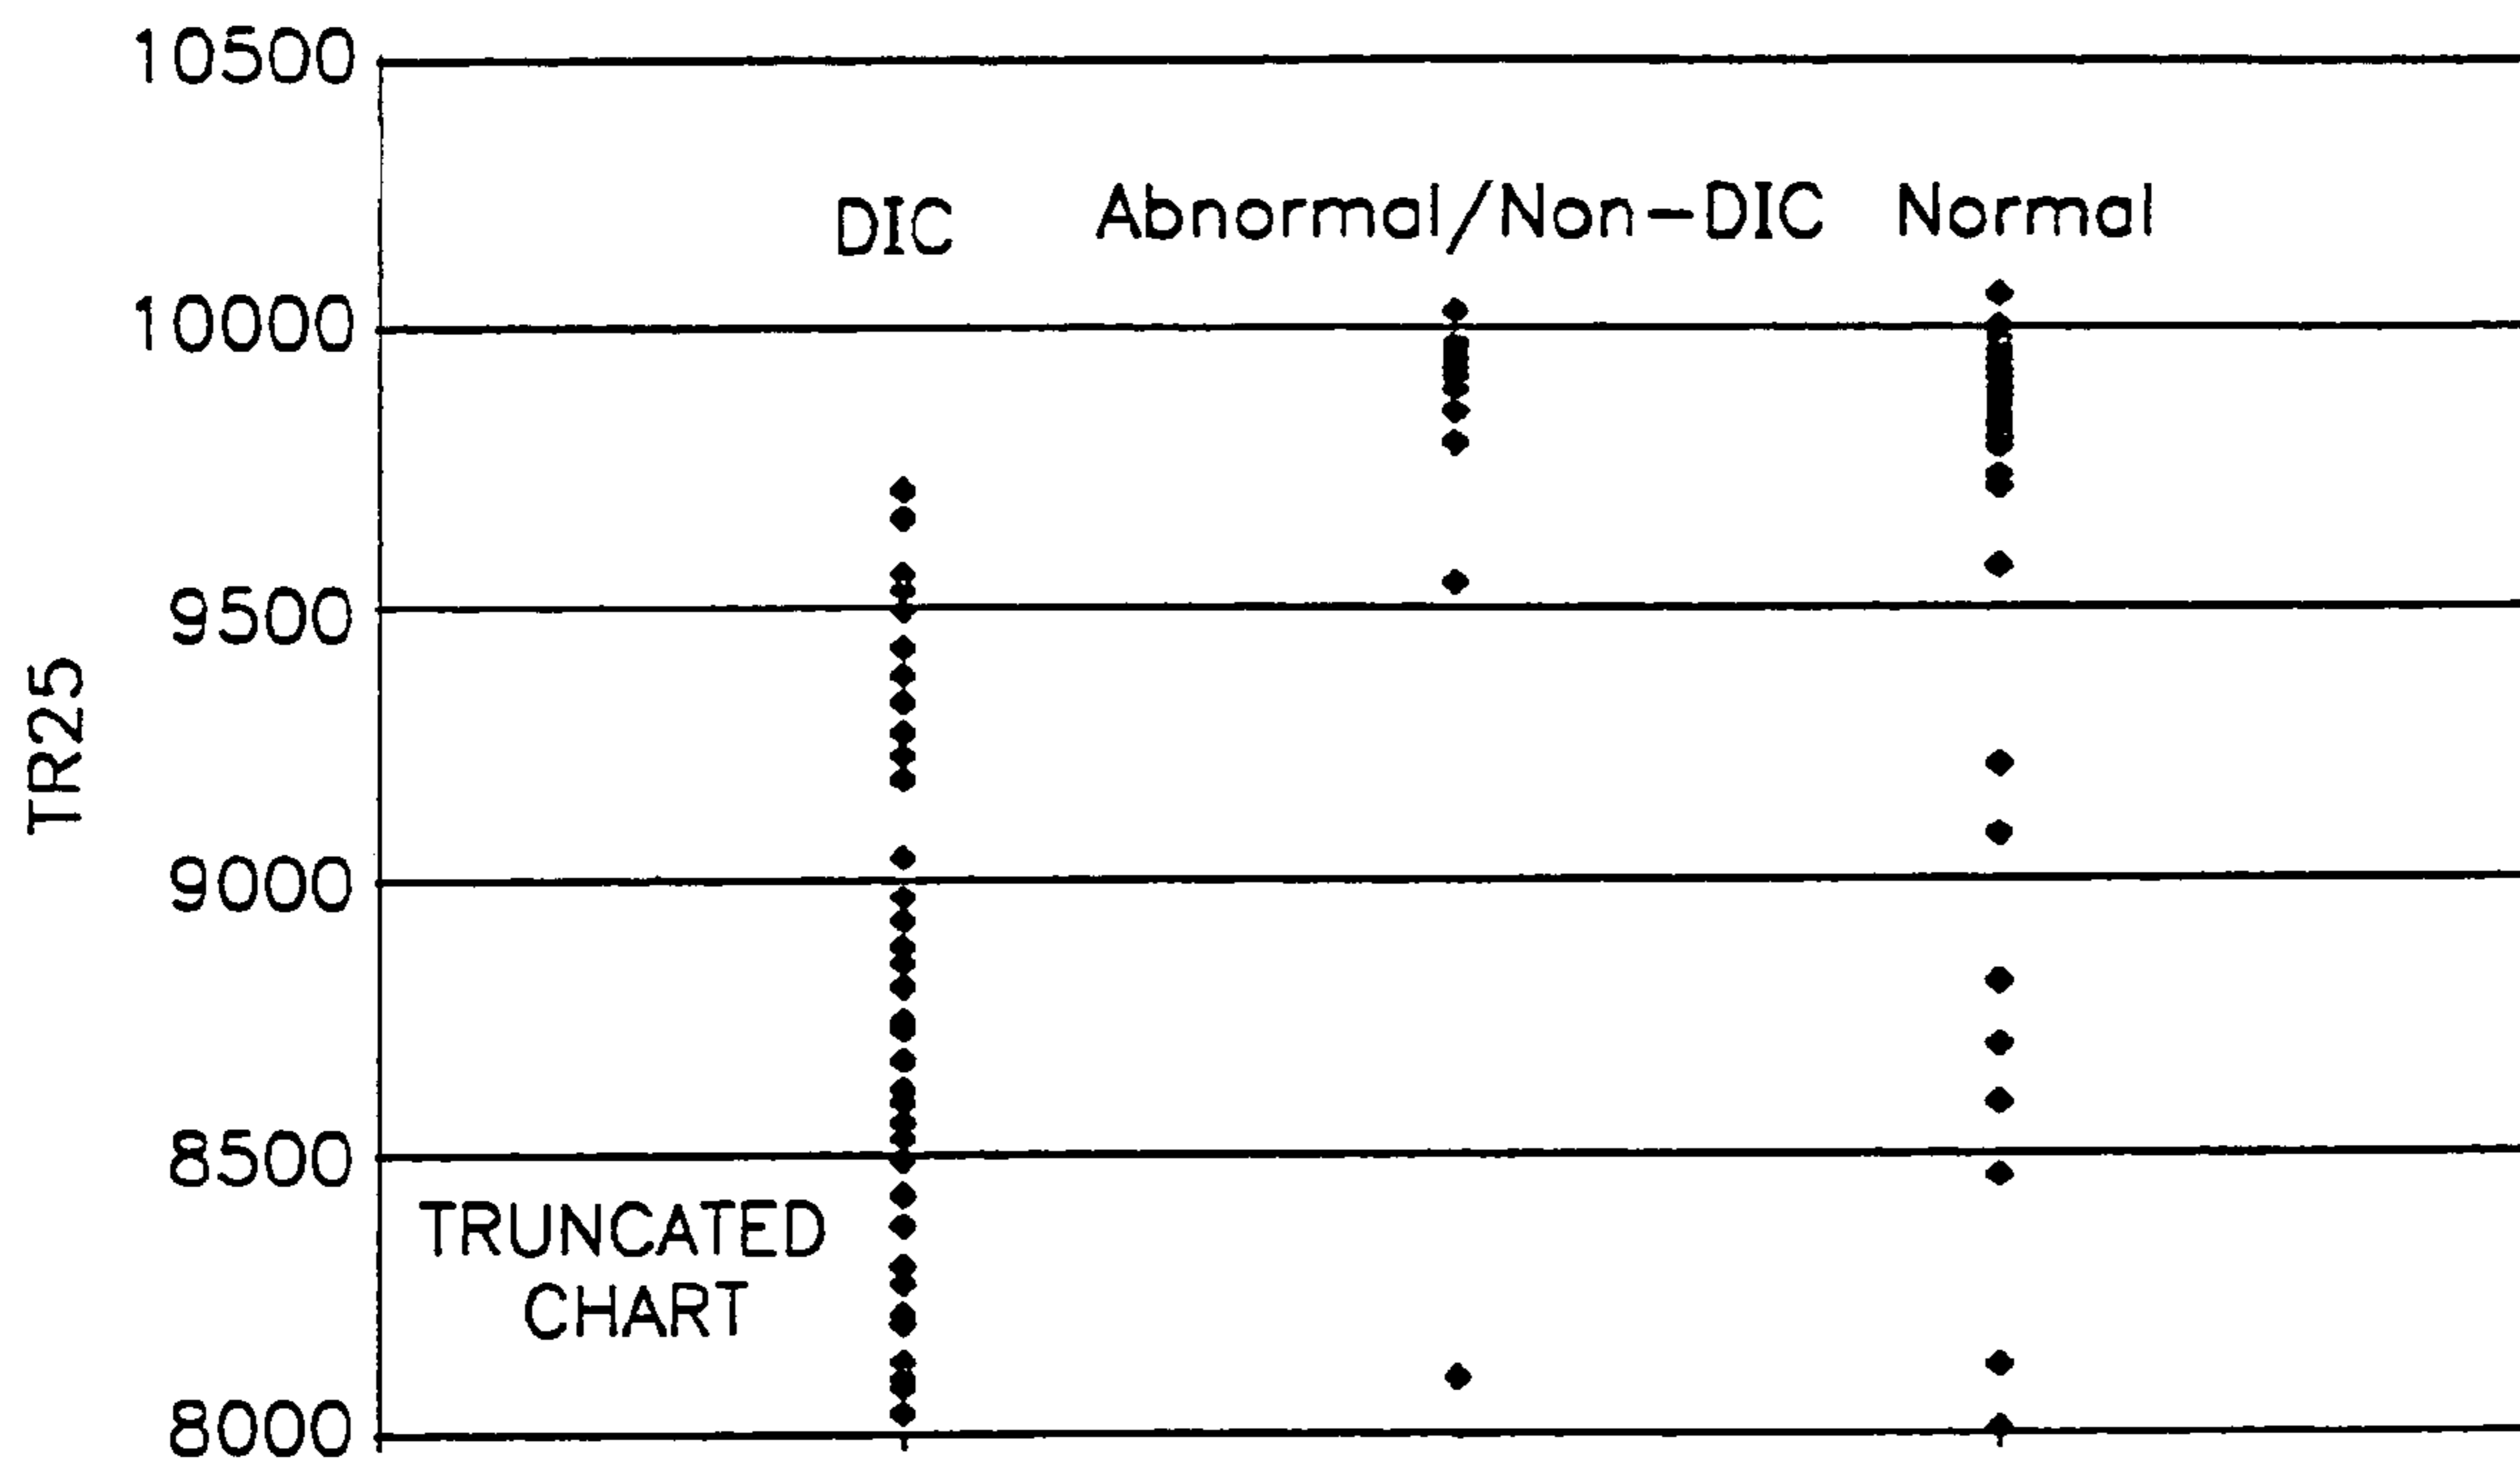 10500
DIC Abnormal/Non-DIC Normal
10000
9500
TR25
9000
8500
TRUNCATED
CHART
8000